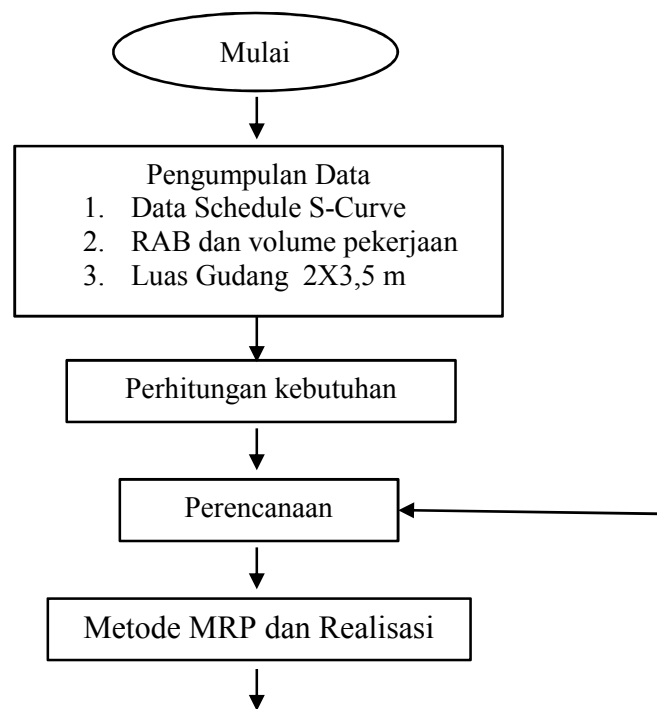 Mulai
Pengumpulan Data
1. Data Schedule S-Curve
2. RAB dan volume pekerjaan
3. Luas Gudang 2X3,5 m
Perhitungan kebutuhan
Perencanaan
Metode MRP dan Realisasi